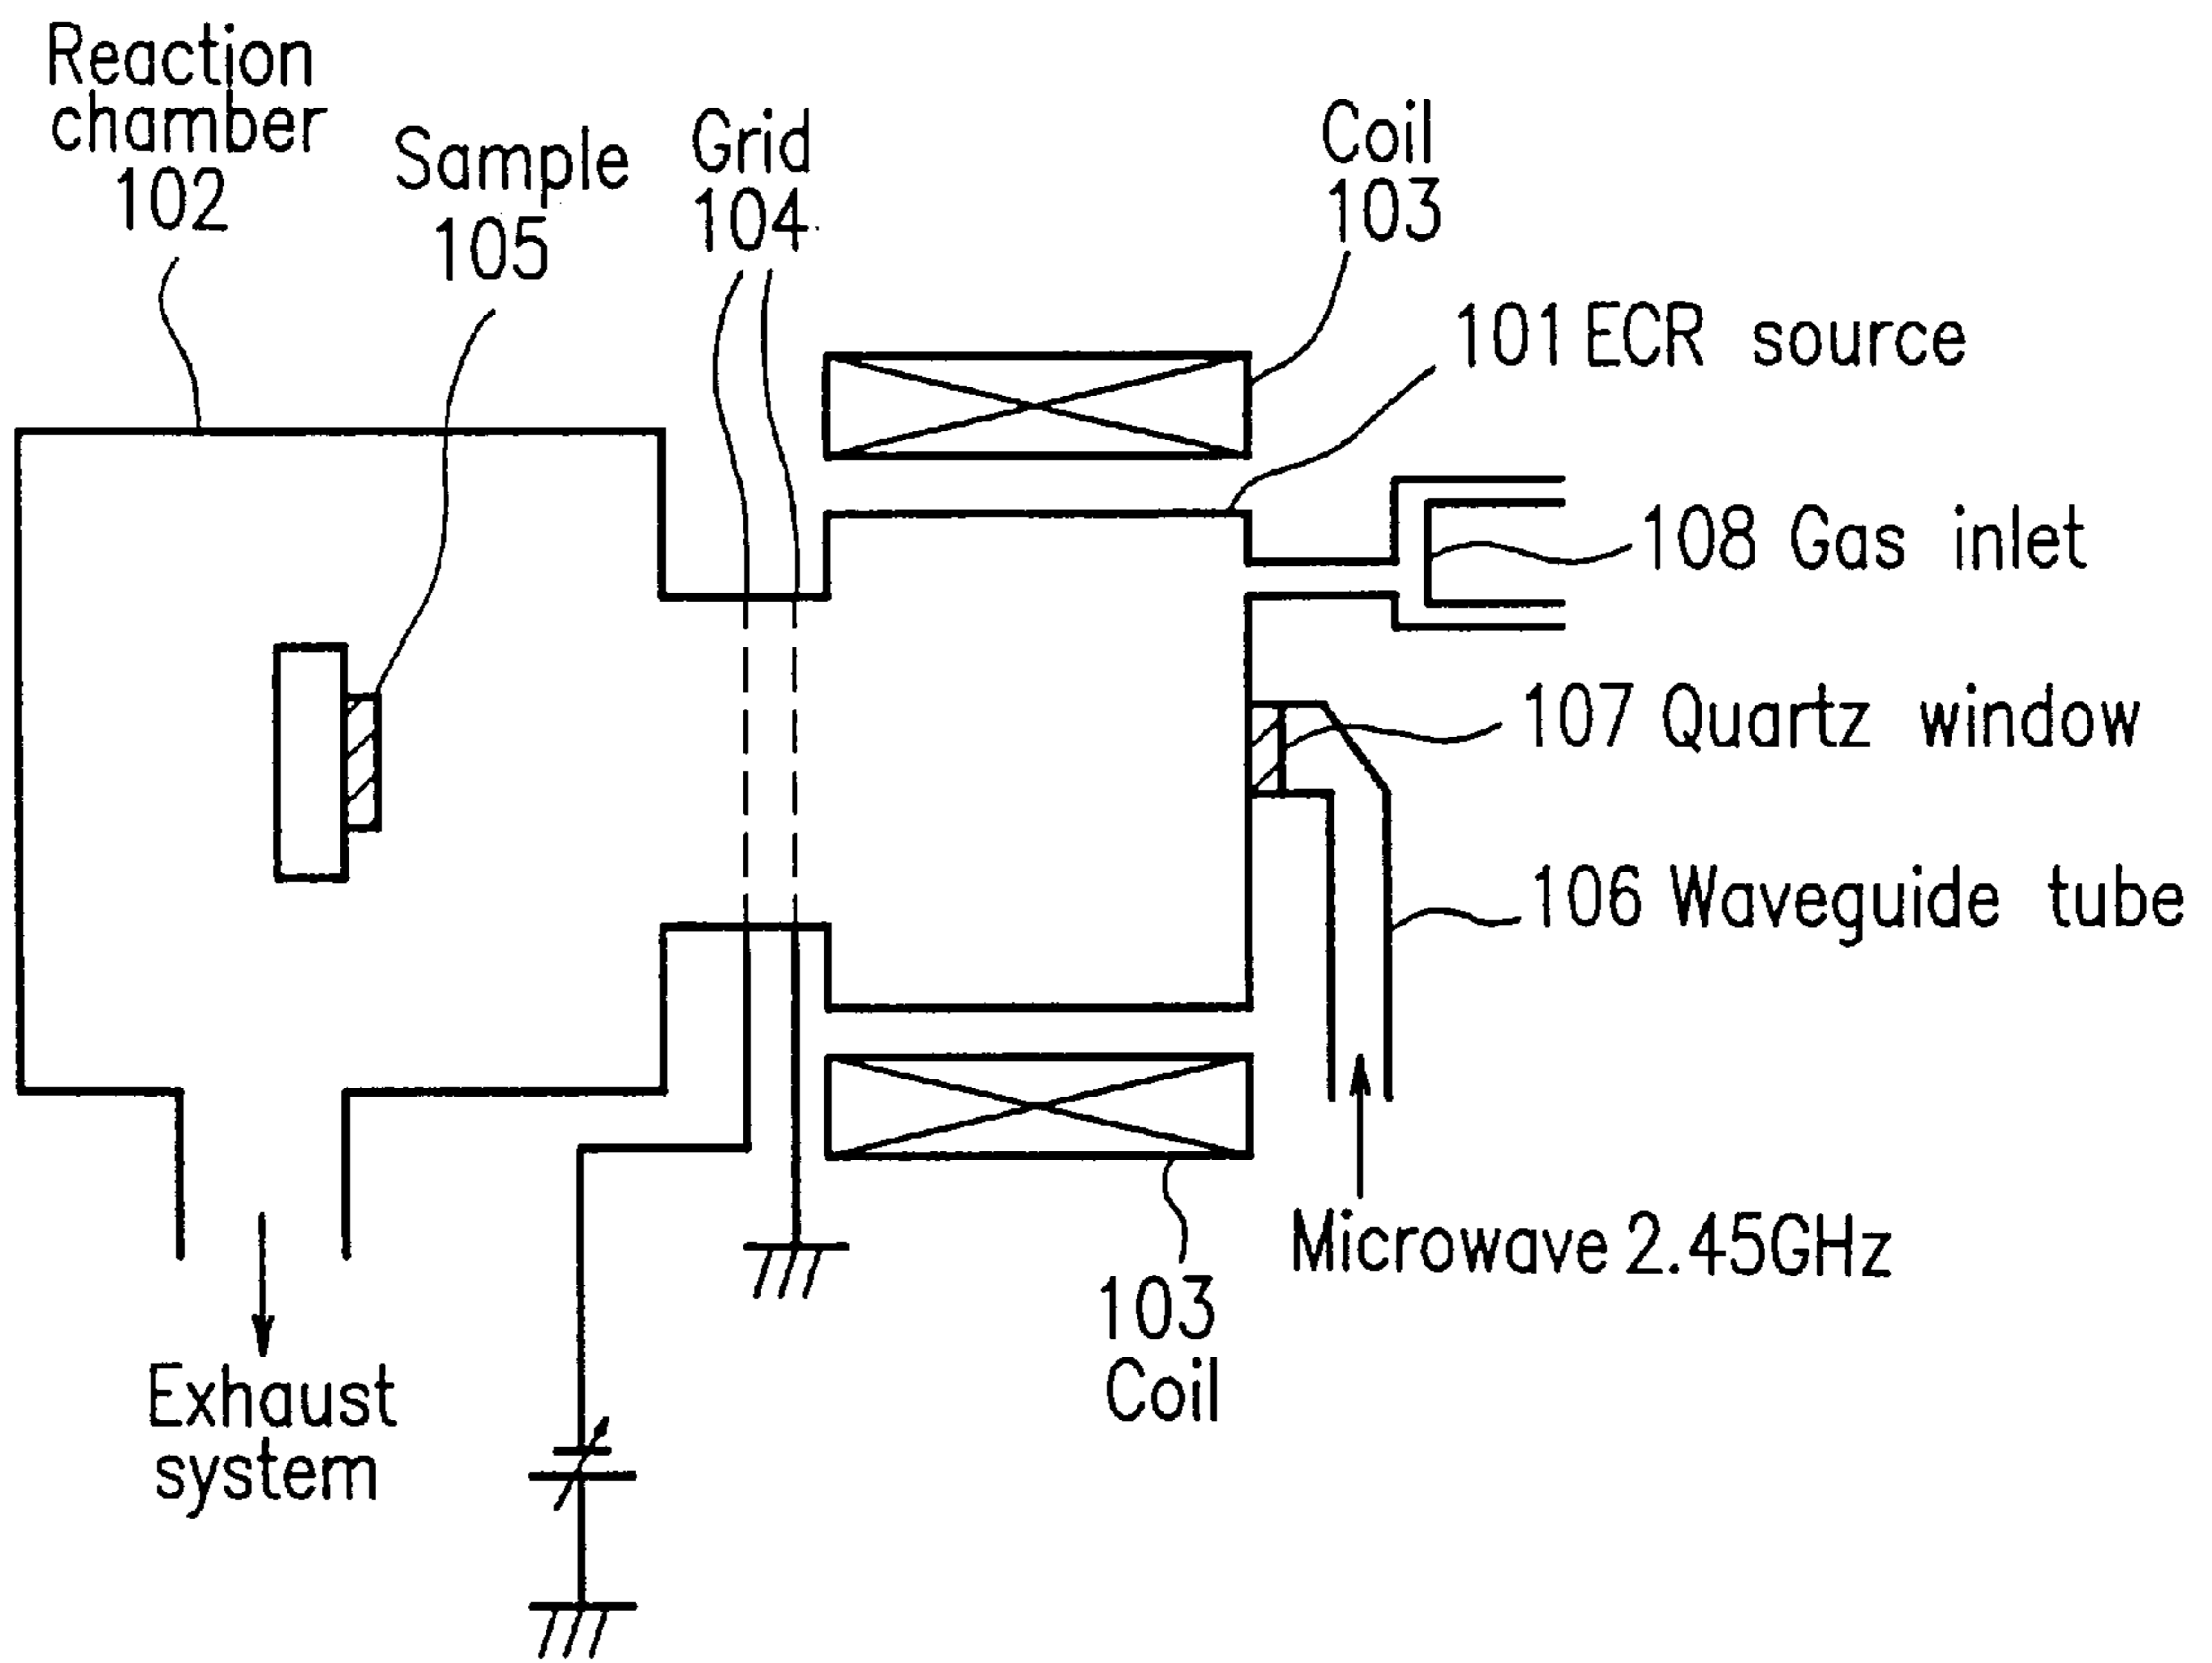 Reaction
chamber
102
Sample
105
Grid
104
Coil
103
101 ECR source
108 Gas inlet
107 Quartz window
106 Waveguide tube
Microwave 2.45GHz
103
Coil
Exhaust
system